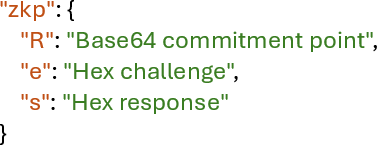 "zkp": {
"R": "Base64 commitment point",
"e": "Hex challenge",
"s": "Hex response"
}